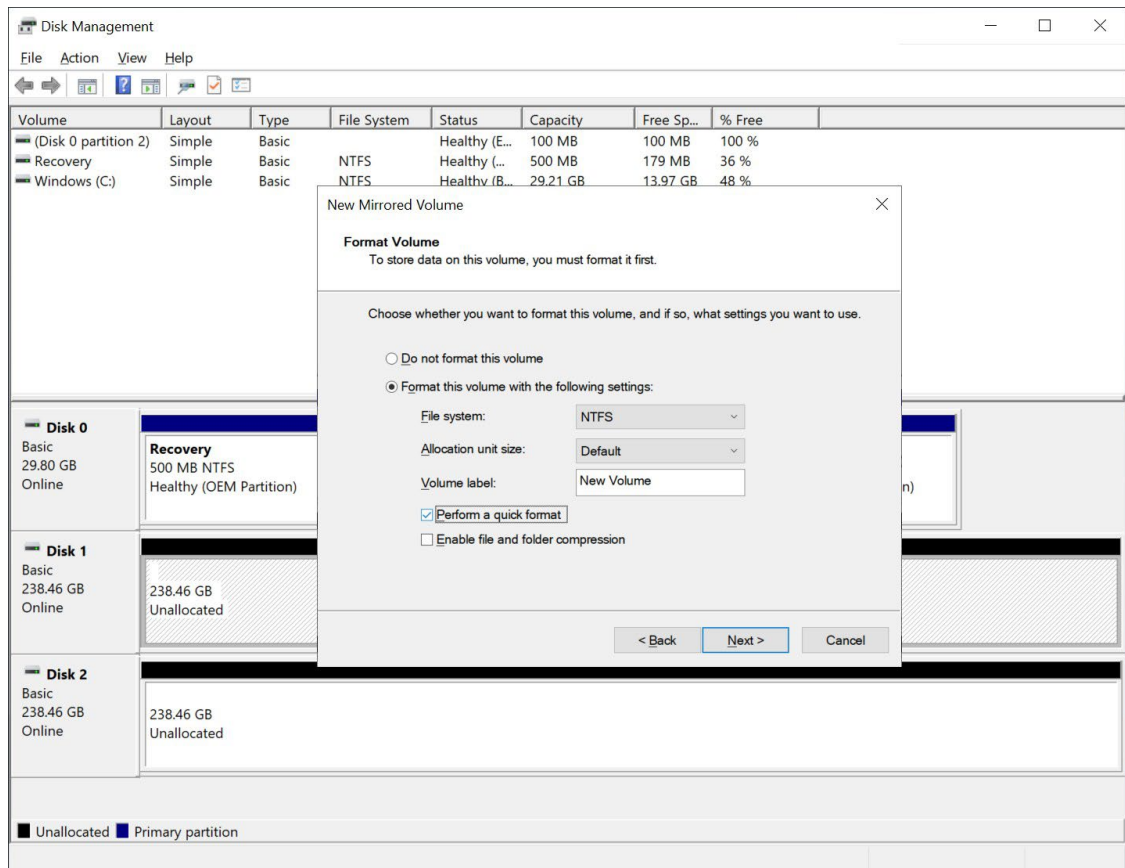 Disk Management
File Action View Help
Volume Layout Type File System Status Capacity Free Sp... % Free
(Disk 0 partition 2) Simple Basic Healthy (E... 100 MB 100 MB 100 %
Recovery Simple Basic NTFS Healthy (... 500 MB 179 MB 36 %
Windows (C:) Simple Basic NTFS Healthy (B... 29.21 GB 13.97 GB 48 %
New Mirrored Volume
Format Volume
To store data on this volume, you must format it first.
Choose whether you want to format this volume, and if so, what settings you want to use.
Do not format this volume
Format this volume with the following settings:
File system: NTFS
Allocation unit size: Default
Volume label: New Volume
Perform a quick format
Enable file and folder compression
< Back Next > Cancel
Disk 0
Basic
29.80 GB
Online
Recovery
500 MB NTFS
Healthy (OEM Partition)
n)
Disk 1
Basic
238.46 GB
Online
238.46 GB
Unallocated
Disk 2
Basic
238.46 GB
Online
238.46 GB
Unallocated
Unallocated Primary partition